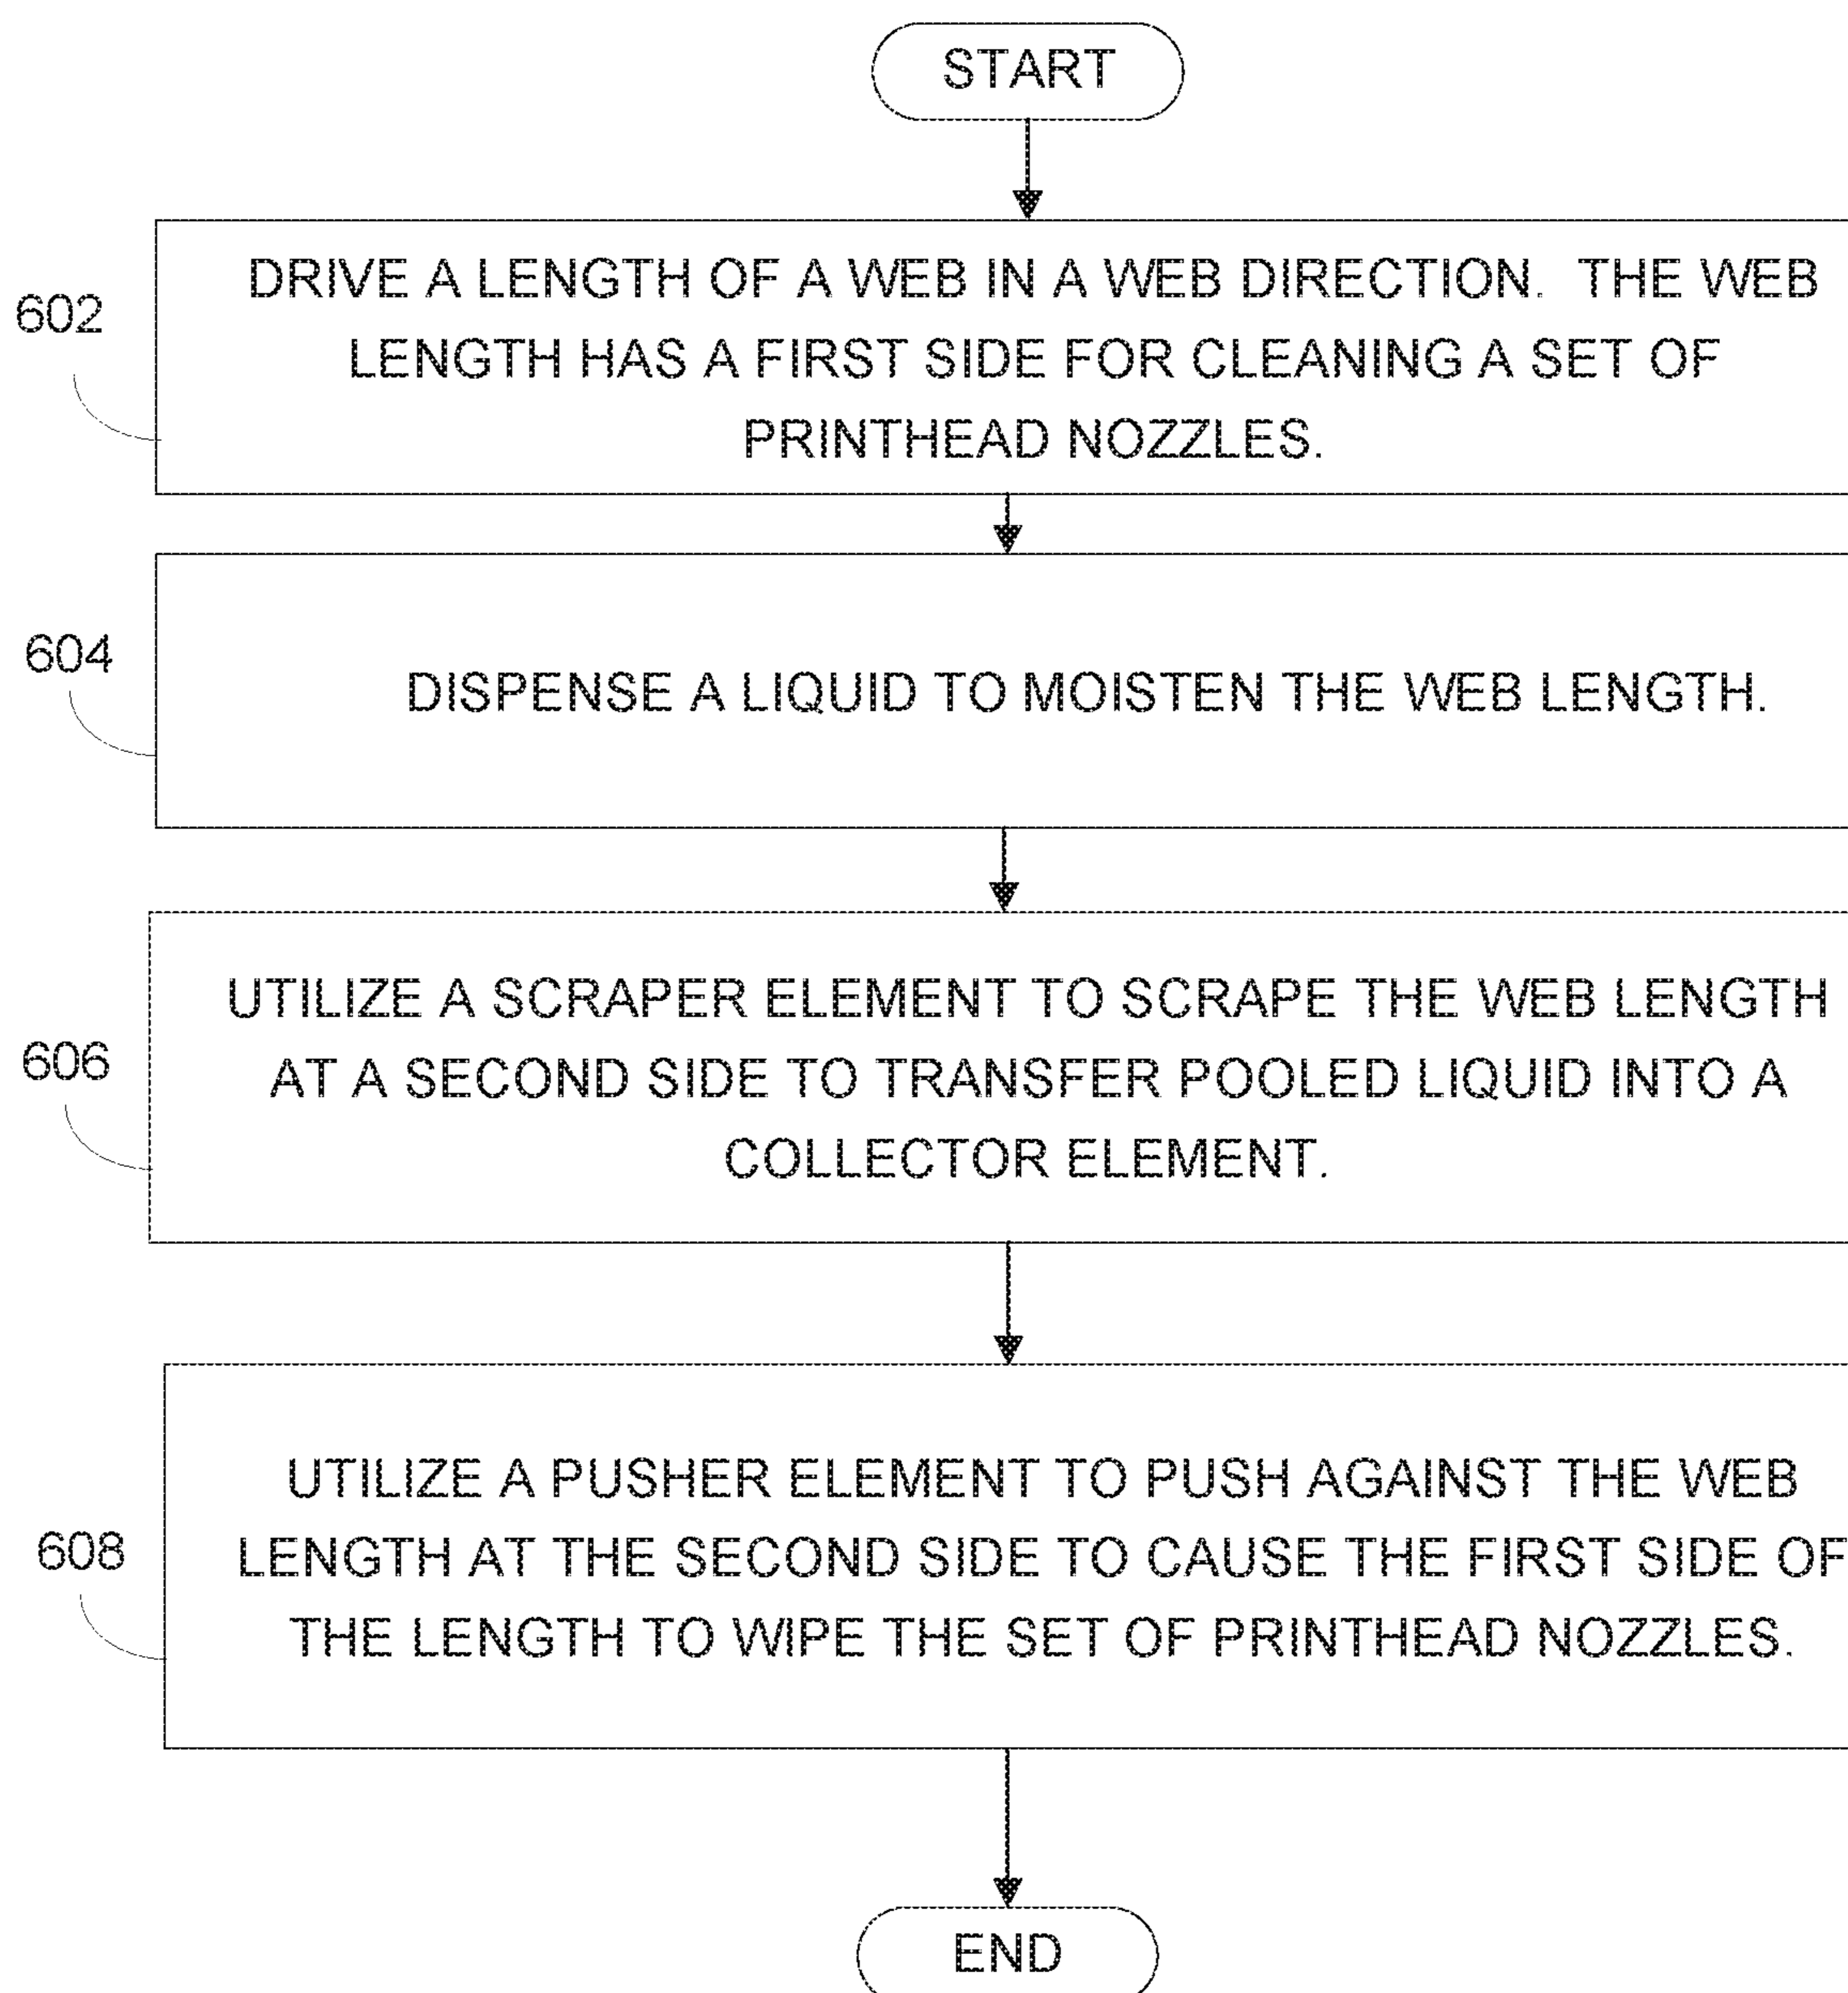 START
602
DRIVE A LENGTH OF A WEB IN A WEB DIRECTION. THE WEB
LENGTH HAS A FIRST SIDE FOR CLEANING A SET OF
PRINTHEAD NOZZLES.
604
DISPENSE A LIQUID TO MOISTEN THE WEB LENGTH.
606
UTILIZE A SCRAPER ELEMENT TO SCRAPE THE WEB LENGTH
AT A SECOND SIDE TO TRANSFER POOLED LIQUID INTO A
COLLECTOR ELEMENT.
608
UTILIZE A PUSHER ELEMENT TO PUSH AGAINST THE WEB
LENGTH AT THE SECOND SIDE TO CAUSE THE FIRST SIDE OF
THE LENGTH TO WIPE THE SET OF PRINTHEAD NOZZLES.
END